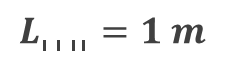 L = 1 m